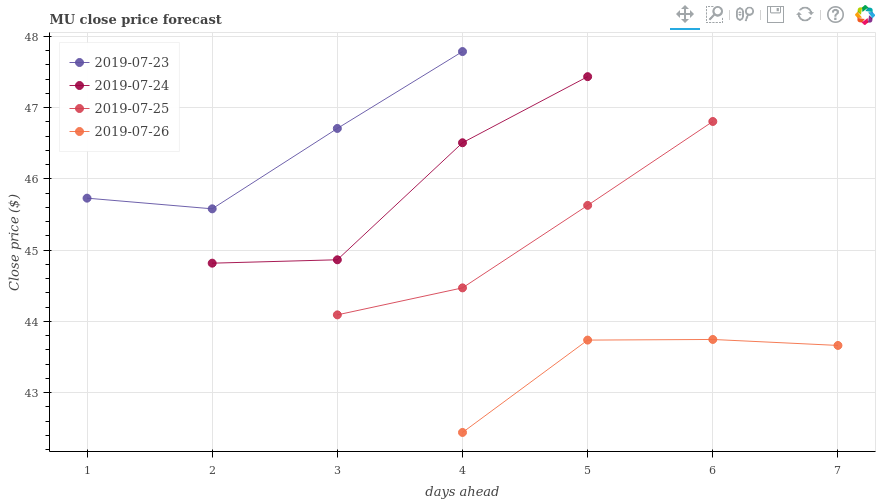 MU close price forecast
48
47
46
45
44
43
Close price ($)
2019-07-23
2019-07-24
2019-07-25
2019-07-26
1 2 3 4 5 6 7
days ahead